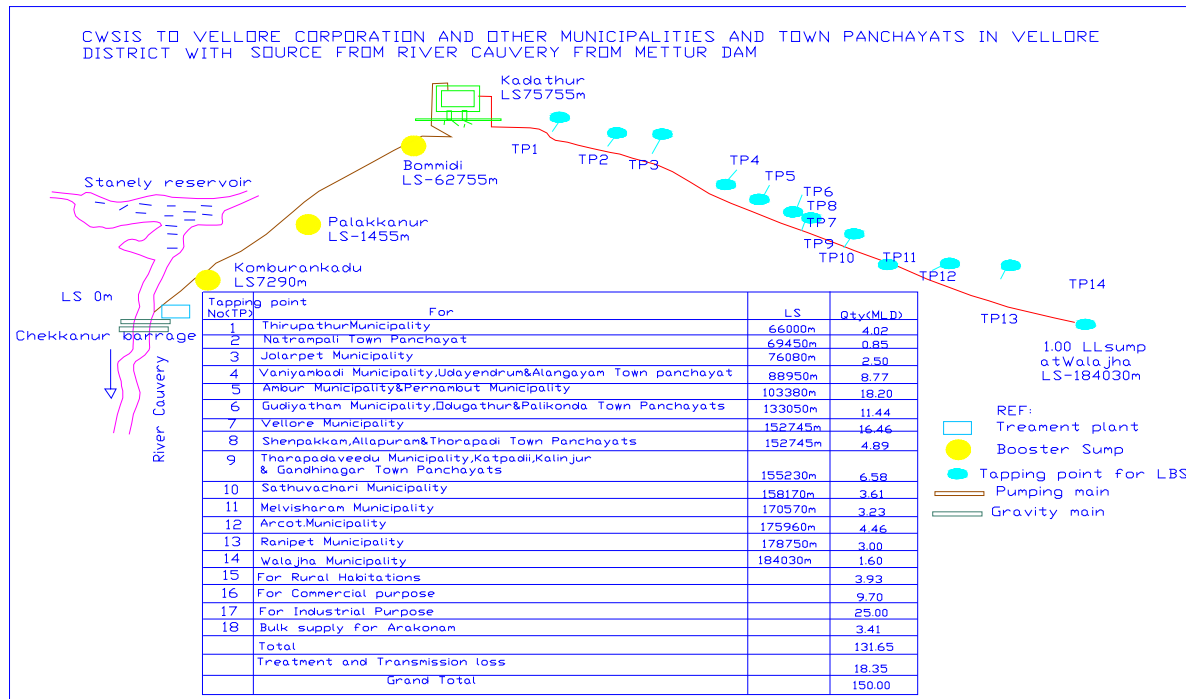 CWSIS TO VELLORE CORPORATION AND OTHER MUNICIPALITIES AND TOWN PANCHAYATS IN VELLORE
DISTRICT WITH SOURCE FROM RIVER CAUVERY FROM METTUR DAM
Kadathur
LS75755m
TP1
TP2
TP3
TP4
TP5
TP6
TP8
TP7
TP9
TP10
TP11
TP12
TP13
TP14
Bommidi
LS-62755m
Stanely reservoir
Palakkanur
LS-1455m
Komburankadu
LS7290m
LS 0m
Chekkanur barrage
River Cauvery
1.00 LLsump
atWalajha
LS-184030m
REF:
Treament plant
Booster Sump
Tapping point for LBS
Pumping main
Gravity main
Tapping point
No(TP) For LS Qty(MLD)
1 ThirupathurMunicipality 66000m 4.02
2 Natrampali Town Panchayat 69450m 0.85
3 Jolarpet Municipality 76080m 2.50
4 Vaniyambadi Municipality,Udayendrum&Alangayam Town panchayat 88950m 8.77
5 Ambur Municipality&Pernambut Municipality 103380m 18.20
6 Gudiyatham Municipality,Odugathur&Palikonda Town Panchayats 133050m 11.44
7 Vellore Municipality 152745m 16.46
8 Shenpakkam,Allapuram&Thorapadi Town Panchayats 152745m 4.89
9 Tharapadaveedu Municipality,Katpadii,Kalinjur
& Gandhinagar Town Panchayats 155230m 6.58
10 Sathuvachari Municipality 158170m 3.61
11 Melvisharam Municipality 170570m 3.23
12 Arcot.Municipality 175960m 4.46
13 Ranipet Municipality 178750m 3.00
14 Walajha Municipality 184030m 1.60
15 For Rural Habitations 3.93
16 For Commercial purpose 9.70
17 For Industrial Purpose 25.00
18 Bulk supply for Arakonam 3.41
Total 131.65
Treatment and Transmission loss 18.35
Grand Total 150.00